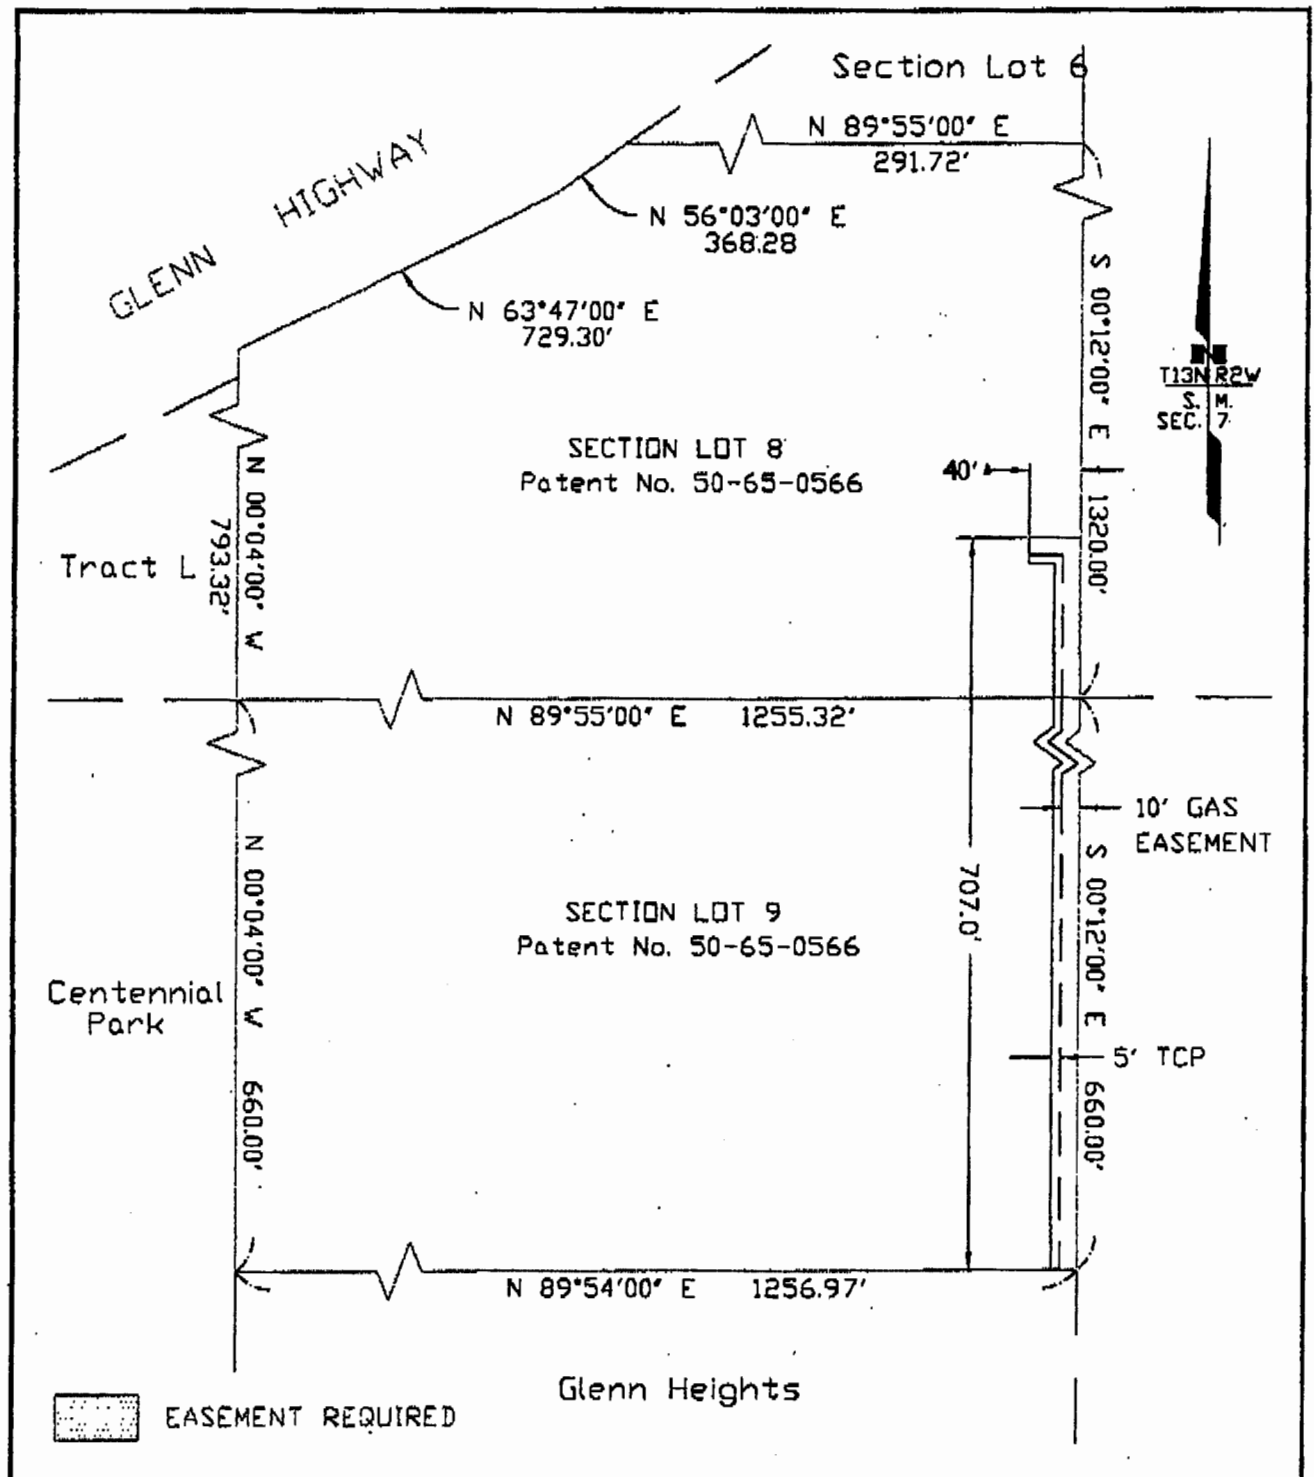 Section Lot 6
N 89°55'00" E
291.72'
GLENN HIGHWAY
N 56°03'00" E
368.28
N 63°47'00" E
729.30'
S 00°12'00" E 1320.00'
N
T13N R2W
S. M.
SEC. 7
SECTION LOT 8
Patent No. 50-65-0566
40'
N 00°04'00" W
793.32'
Tract L
N 89°55'00" E 1255.32'
10' GAS
EASEMENT
707.0'
SECTION LOT 9
Patent No. 50-65-0566
N 00°04'00" W 660.00'
S 00°12'00" E 660.00'
Centennial
Park
5' TCP
N 89°54'00" E 1256.97'
Glenn Heights
EASEMENT REQUIRED